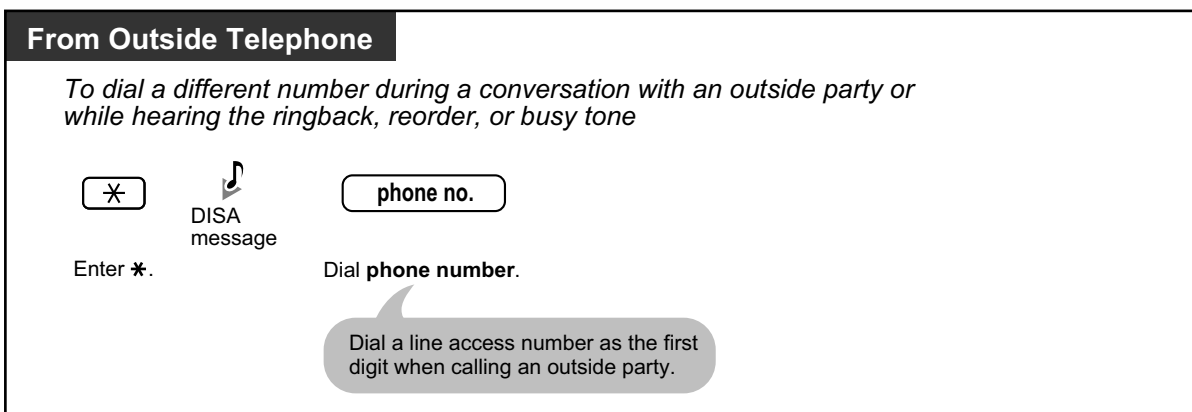 From Outside Telephone
To dial a different number during a conversation with an outside party or
while hearing the ringback, reorder, or busy tone
phone no.
DISA
message
Enter ✱.
Dial phone number.
Dial a line access number as the first
digit when calling an outside party.